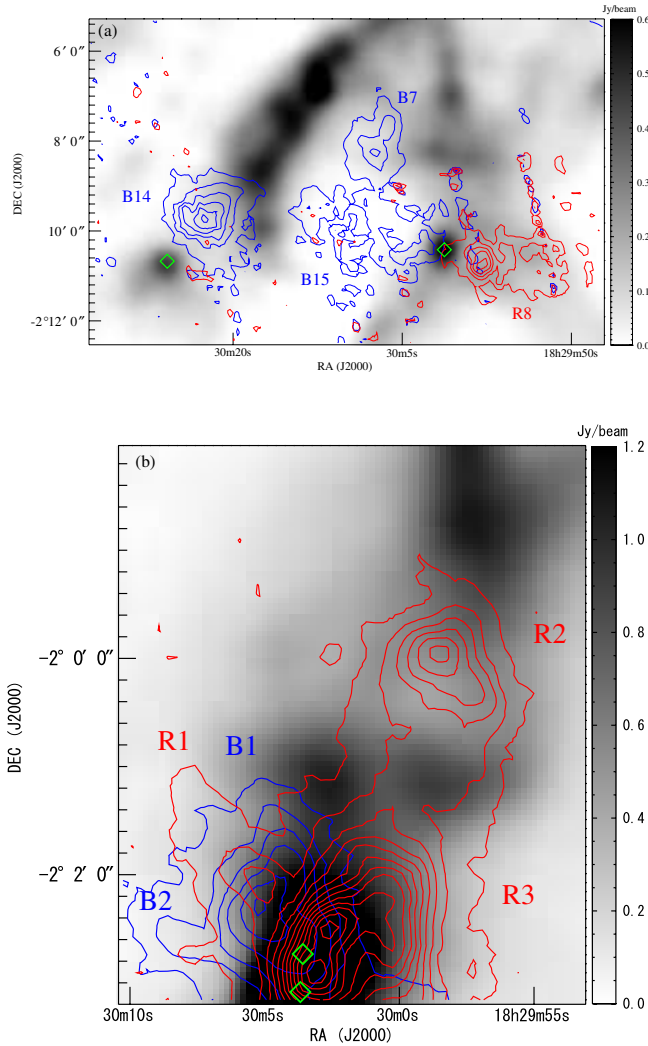 Jy/beam
(a)
6′ 0″
0.6
B7
0.5
8′ 0″
0.4
DEC (J2000)
B14
0.3
10′ 0″
B15
0.2
R8
0.1
-2°12′ 0″
0.0
30m20s
30m5s
18h29m50s
RA (J2000)
Jy/beam
(b)
1.2
1.0
R2
-2° 0′ 0″
0.8
R1
B1
0.6
DEC (J2000)
-2° 2′ 0″
B2
R3
0.4
0.2
0.0
30m10s
30m5s
30m0s
18h29m55s
RA (J2000)